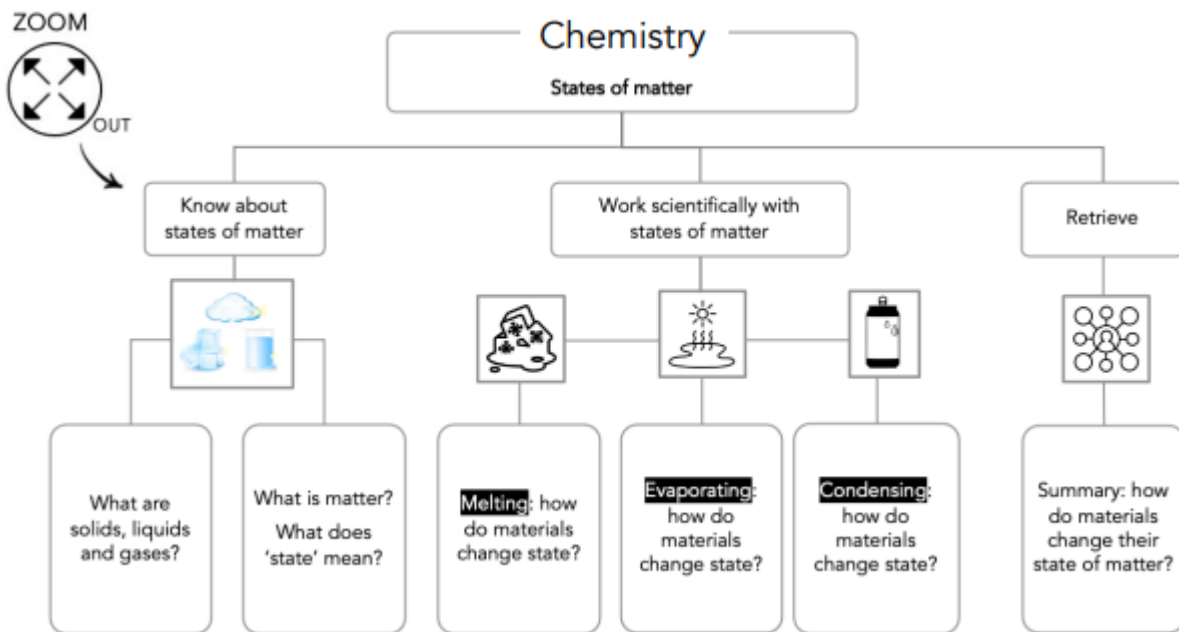 ZOOM
OUT
Chemistry
States of matter
Know about
states of matter
Work scientifically with
states of matter
Retrieve
What are
solids, liquids
and gases?
What is matter?
What does
‘state’ mean?
Melting: how
do materials
change state?
Evaporating:
how do
materials
change state?
Condensing:
how do
materials
change state?
Summary: how
do materials
change their
state of matter?